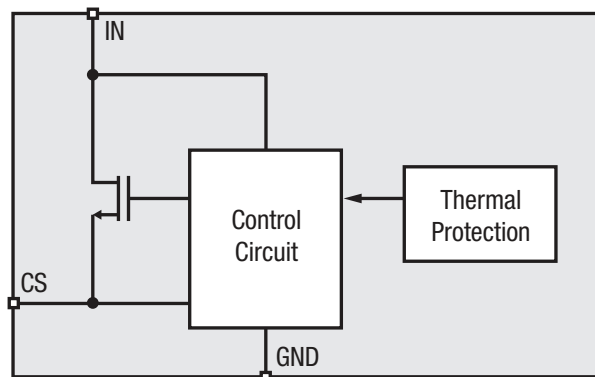 IN
Control
Circuit
Thermal
Protection
CS
GND